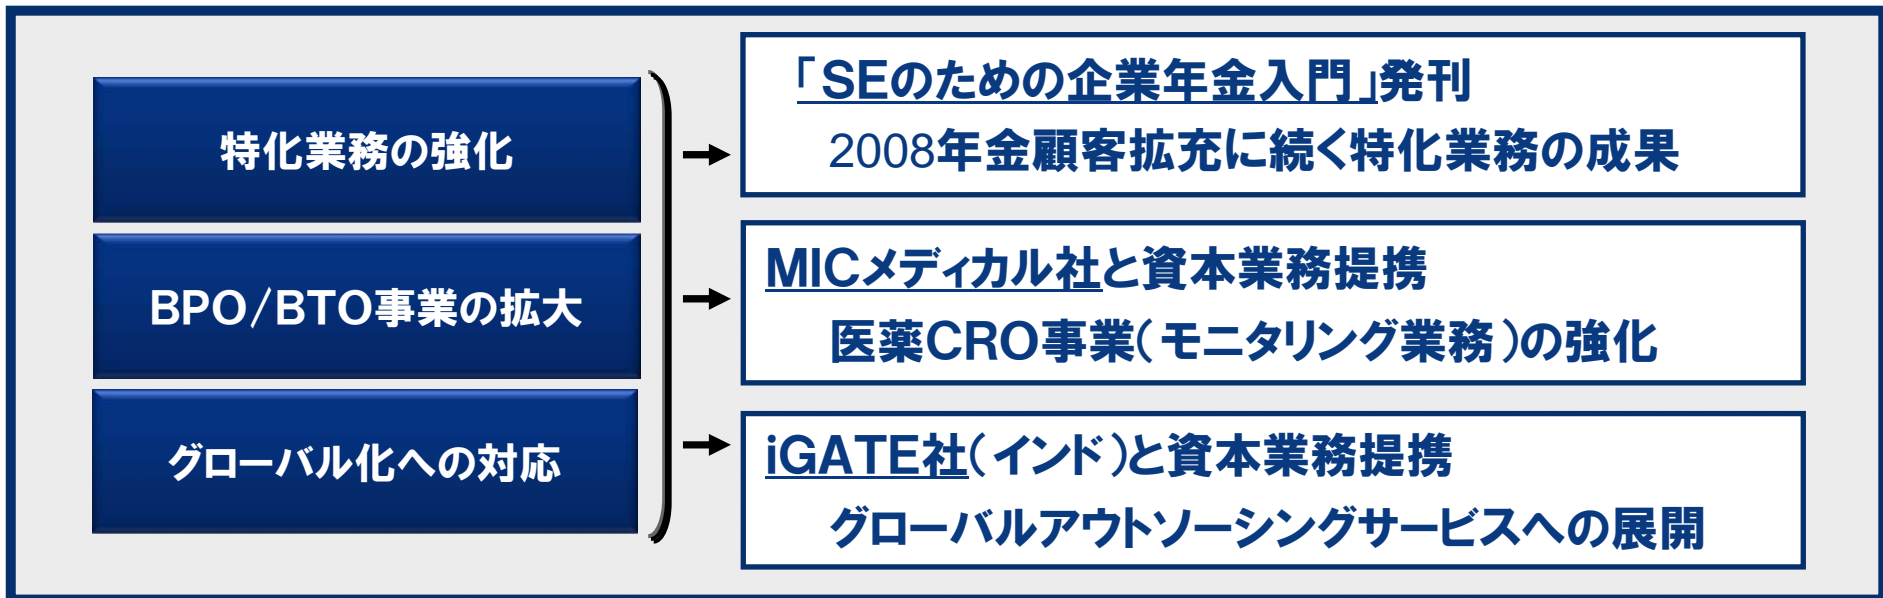 特化業務の強化
「SEのための企業年金入門」発刊
2008年金顧客拡充に続く特化業務の成果
BPO/BTO事業の拡大
MICメディカル社と資本業務提携
医薬CRO事業(モニタリング業務)の強化
グローバル化への対応
iGATE社(インド)と資本業務提携
グローバルアウトソーシングサービスへの展開